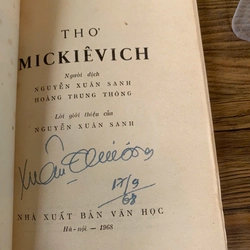 THƠ
MICKIÊVICH
Người dịch
NGUYỄN XUÂN SANH
HOÀNG TRUNG THÔNG
Lời giới thiệu của
NGUYỄN XUÂN SANH
Xuân
17/9
68
NHÀ XUẤT BẢN VĂN HỌC
Hà-nội — 1968